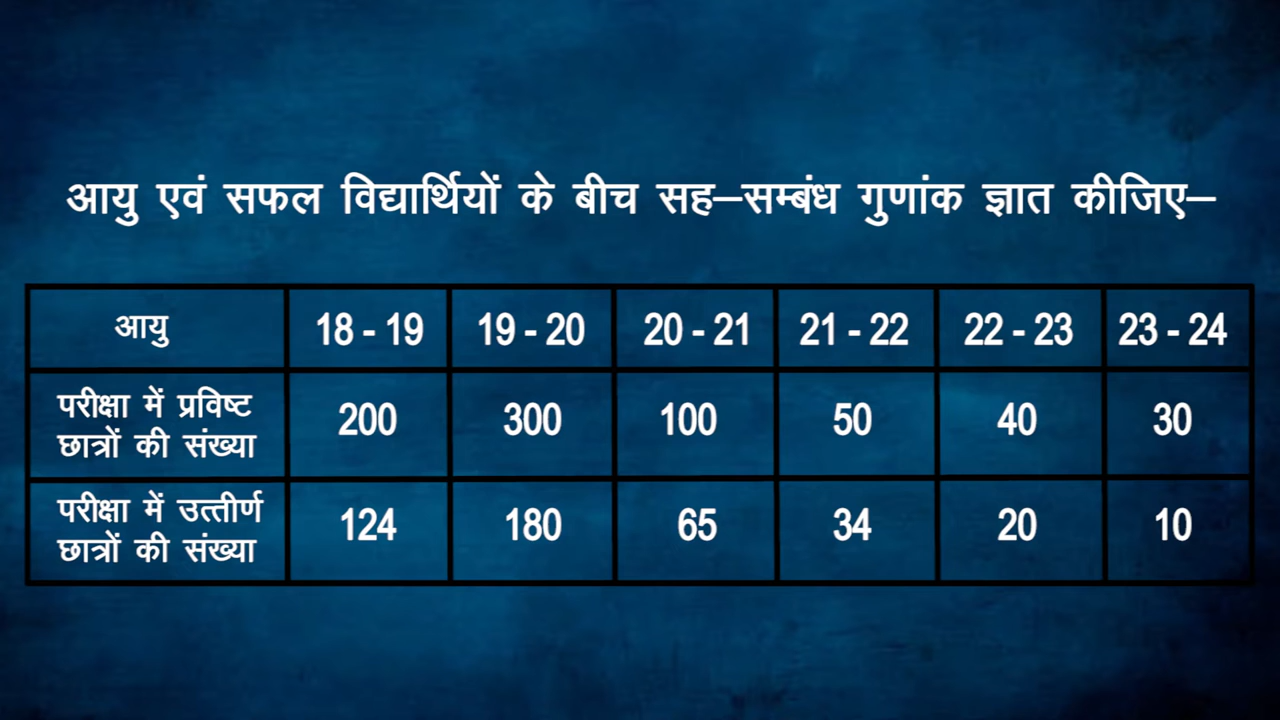 आयु एवं सफल विद्यार्थियों के बीच सह–सम्बंध गुणांक ज्ञात कीजिए–
आयु 18 - 19 19 - 20 20 - 21 21 - 22 22 - 23 23 - 24
परीक्षा में प्रविष्ट
छात्रों की संख्या 200 300 100 50 40 30
परीक्षा में उत्तीर्ण
छात्रों की संख्या 124 180 65 34 20 10